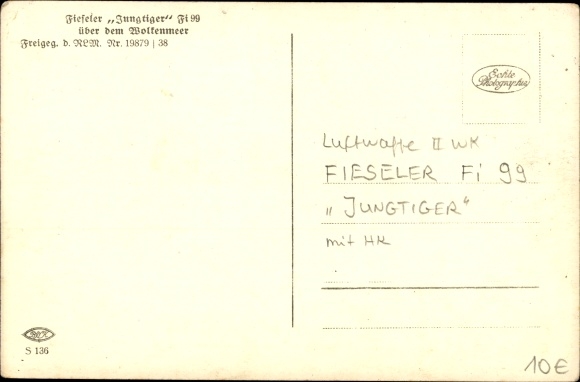 Fieseler „Jungtiger“ Fi 99
über dem Wolkenmeer
Freigeg. d. RLM. Nr. 19879 | 38
Echte
Photographie
Luftwaffe II WK
FIESELER Fi 99
„JUNGTIGER“
mit HK
S 136
10 €